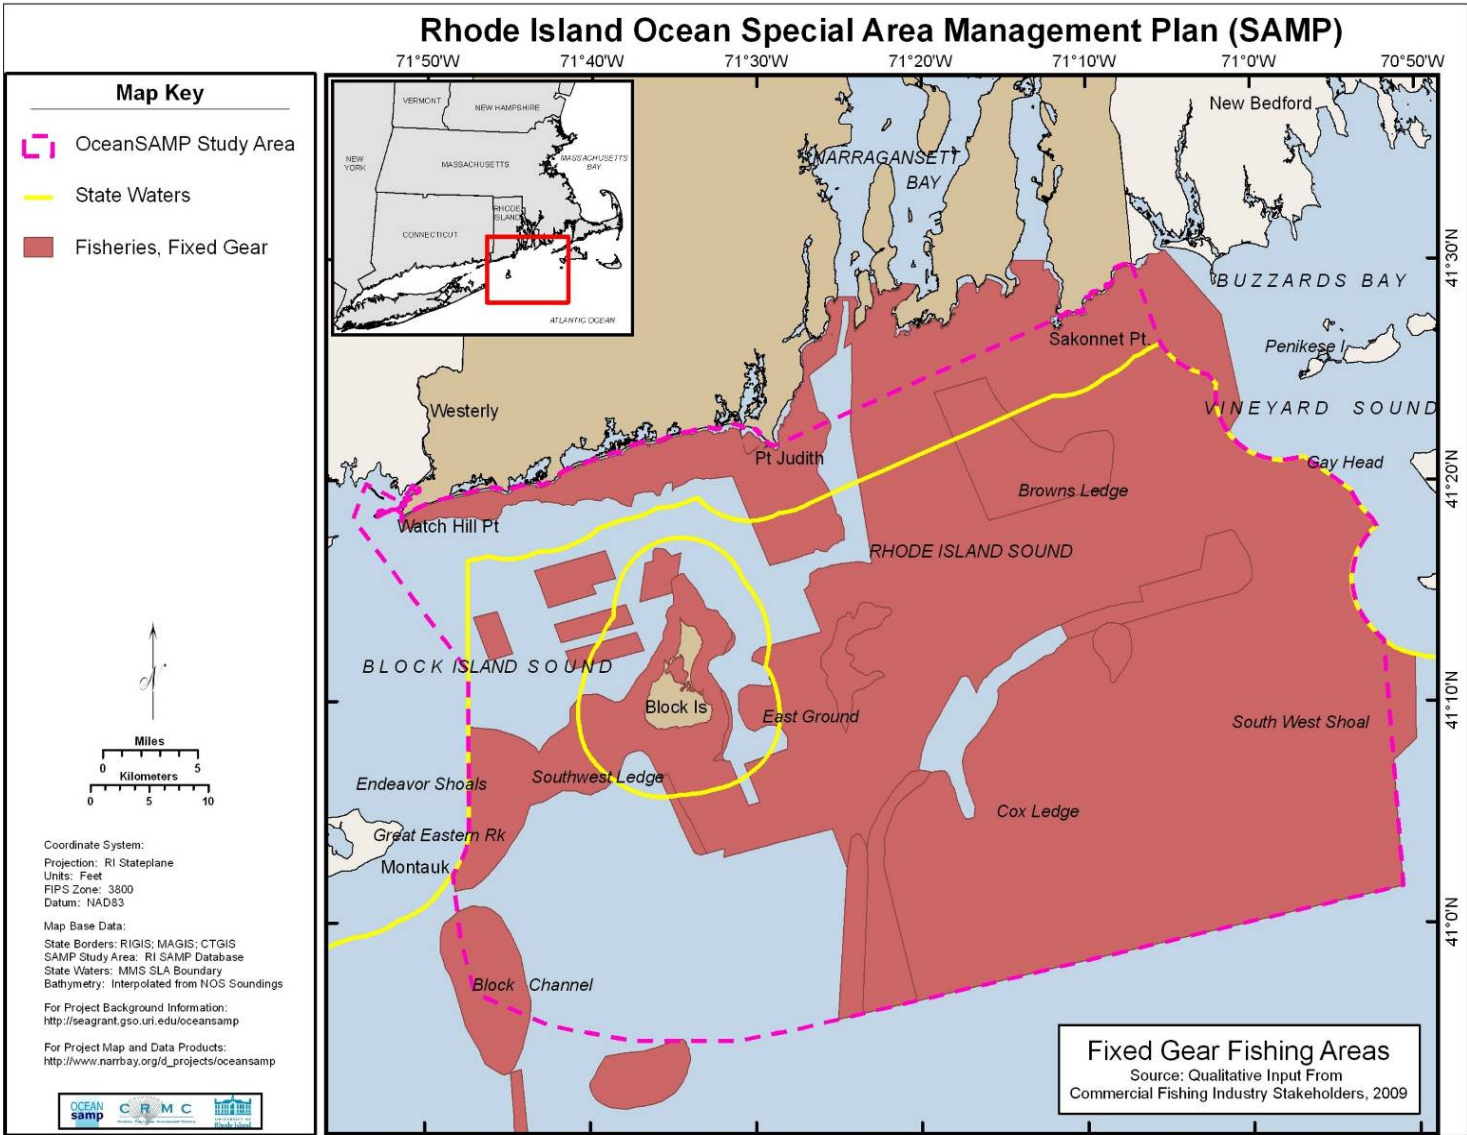 Rhode Island Ocean Special Area Management Plan (SAMP)
Map Key
OceanSAMP Study Area
State Waters
Fisheries, Fixed Gear
Miles
0 5
Kilometers
0 5 10
Coordinate System:
Projection: RI Stateplane
Units: Feet
FIPS Zone: 3800
Datum: NAD83
Map Base Data:
State Borders: RIGIS; MAGIS; CTGIS
SAMP Study Area: RI SAMP Database
State Waters: MMS SLA Boundary
Bathymetry: Interpolated from NOS Soundings
For Project Background Information:
http://seagrant.gso.uri.edu/oceansamp
For Project Map and Data Products:
http://www.narrbay.org/d_projects/oceansamp
OCEAN
samp
CRMC
Rhode Island
71°50'W 71°40'W 71°30'W 71°20'W 71°10'W 71°0'W 70°50'W
VERMONT
NEW HAMPSHIRE
NEW
YORK
MASSACHUSETTS
MASSACHUSETTS
BAY
RHODE
ISLAND
CONNECTICUT
ATLANTIC OCEAN
New Bedford
NARRAGANSETT
BAY
41°30'N
BUZZARDS BAY
Sakonnet Pt.
Penikese I.
Westerly
VINEYARD SOUND
Pt Judith
Gay Head
41°20'N
Browns Ledge
Watch Hill Pt
RHODE ISLAND SOUND
BLOCK ISLAND SOUND
Block Is
East Ground
South West Shoal
41°10'N
Southwest Ledge
Endeavor Shoals
Cox Ledge
Great Eastern Rk
Montauk
41°0'N
Block Channel
Fixed Gear Fishing Areas
Source: Qualitative Input From
Commercial Fishing Industry Stakeholders, 2009